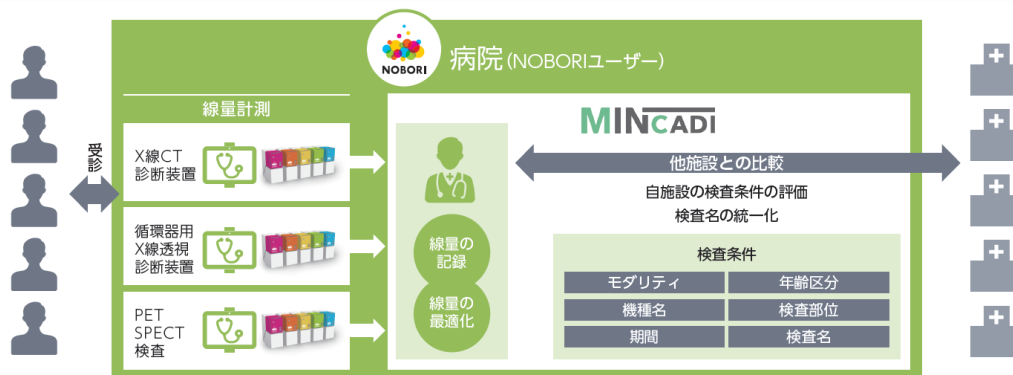 NOBORI
病院（NOBORIユーザー）
受診
線量計測
X線CT
診断装置
循環器用
X線透視
診断装置
PET
SPECT
検査
線量の
記録
線量の
最適化
MINCADI
他施設との比較
自施設の検査条件の評価
検査名の統一化
検査条件
モダリティ
年齢区分
機種名
検査部位
期間
検査名